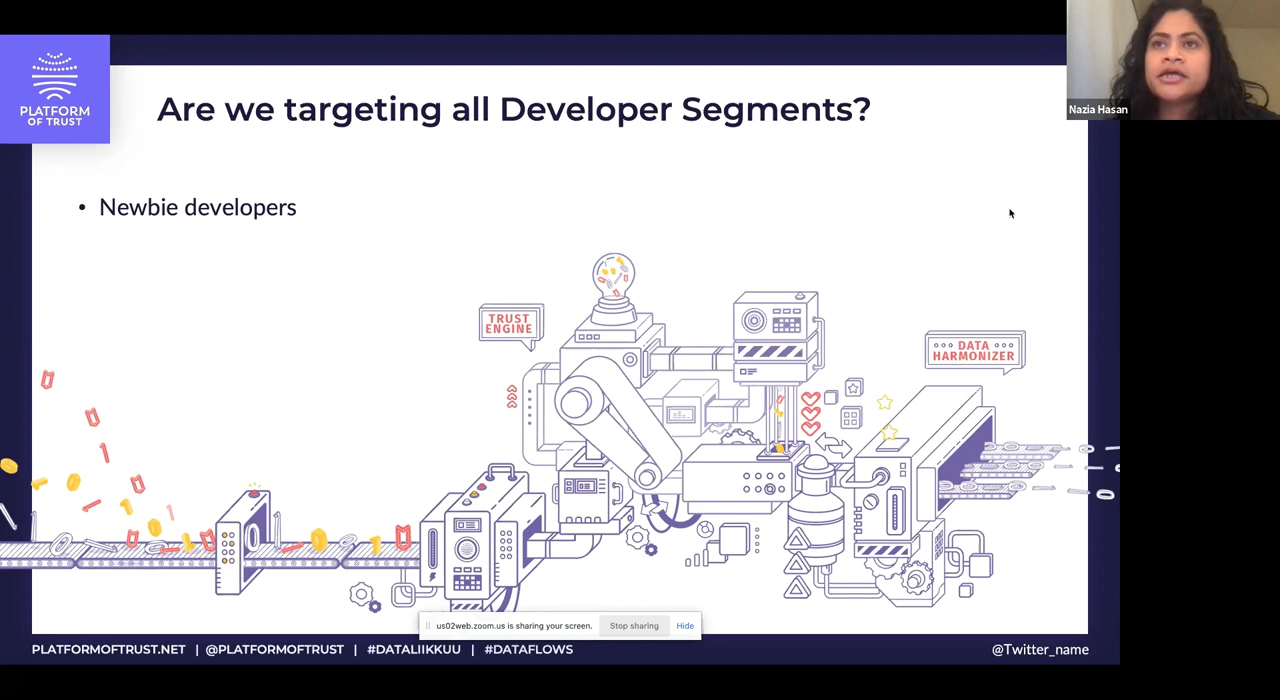 PLATFORM
OF TRUST
Are we targeting all Developer Segments?
Nazia Hasan
• Newbie developers
TRUST
ENGINE
DATA
HARMONIZER
us02web.zoom.us is sharing your screen.
Stop sharing
Hide
PLATFORMOFTRUST.NET | @PLATFORMOFTRUST | #DATALIIKKUU | #DATAFLOWS
@Twitter_name